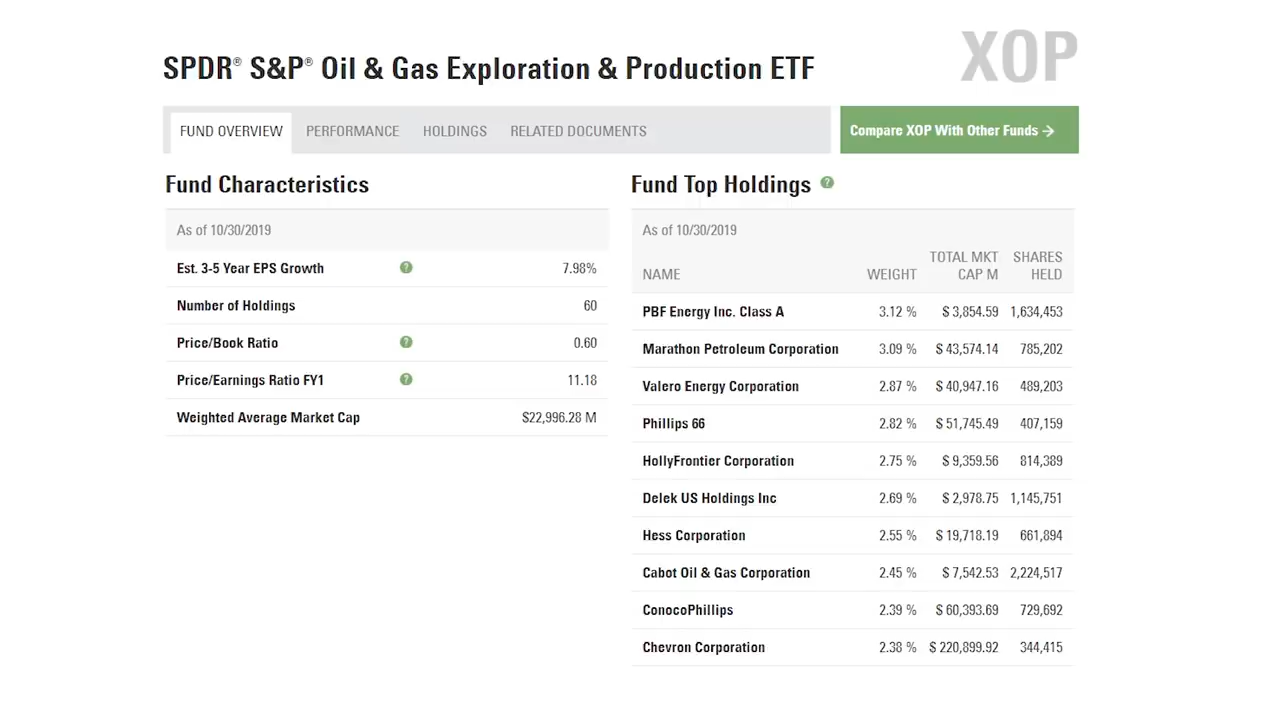 XOP
SPDR® S&P® Oil & Gas Exploration & Production ETF
FUND OVERVIEW PERFORMANCE HOLDINGS RELATED DOCUMENTS
Compare XOP With Other Funds →
Fund Characteristics
As of 10/30/2019
Est. 3-5 Year EPS Growth ? 7.98%
Number of Holdings 60
Price/Book Ratio ? 0.60
Price/Earnings Ratio FY1 ? 11.18
Weighted Average Market Cap $22,996.28 M
Fund Top Holdings ?
As of 10/30/2019
NAME WEIGHT TOTAL MKT CAP M SHARES HELD
PBF Energy Inc. Class A 3.12 % $ 3,854.59 1,634,453
Marathon Petroleum Corporation 3.09 % $ 43,574.14 785,202
Valero Energy Corporation 2.87 % $ 40,947.16 489,203
Phillips 66 2.82 % $ 51,745.49 407,159
HollyFrontier Corporation 2.75 % $ 9,359.56 814,389
Delek US Holdings Inc 2.69 % $ 2,978.75 1,145,751
Hess Corporation 2.55 % $ 19,718.19 661,894
Cabot Oil & Gas Corporation 2.45 % $ 7,542.53 2,224,517
ConocoPhillips 2.39 % $ 60,393.69 729,692
Chevron Corporation 2.38 % $ 220,899.92 344,415